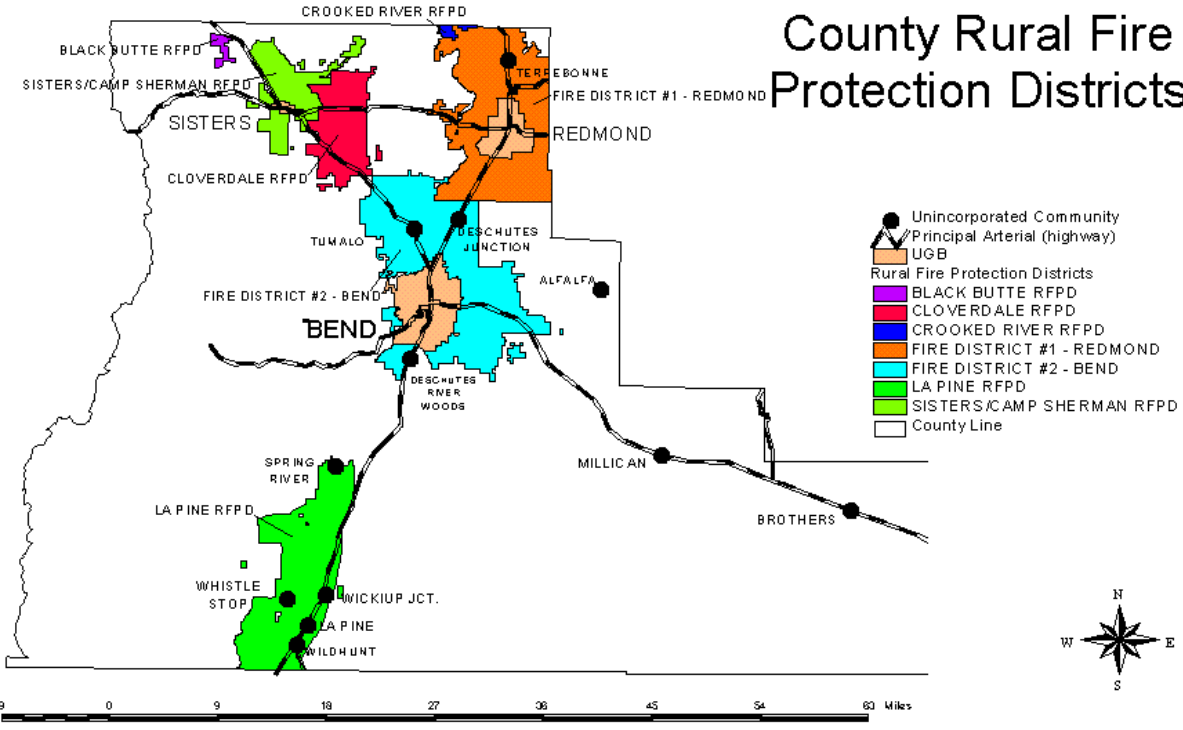 CROOKED RIVER RFPD
County Rural Fire
Protection Districts
BLACK BUTTE RFPD
SISTERS/CAMP SHERMAN RFPD
TERREBONNE
FIRE DISTRICT #1 - REDMOND
SISTERS
REDMOND
CLOVERDALE RFPD
TUMALO
DESCHUTES
JUNCTION
FIRE DISTRICT #2 - BEND
ALFALFA
BEND
DESCHUTES
RIVER
WOODS
Unincorporated Community
Principal Arterial (highway)
UGB
Rural Fire Protection Districts
BLACK BUTTE RFPD
CLOVERDALE RFPD
CROOKED RIVER RFPD
FIRE DISTRICT #1 - REDMOND
FIRE DISTRICT #2 - BEND
LA PINE RFPD
SISTERS/CAMP SHERMAN RFPD
County Line
SPRING
RIVER
MILLICAN
LA PINE RFPD
BROTHERS
WHISTLE
STOP
WICKIUP JCT.
LA PINE
WILDHUNT
N
W E
S
9 0 9 18 27 36 45 54 63 Miles